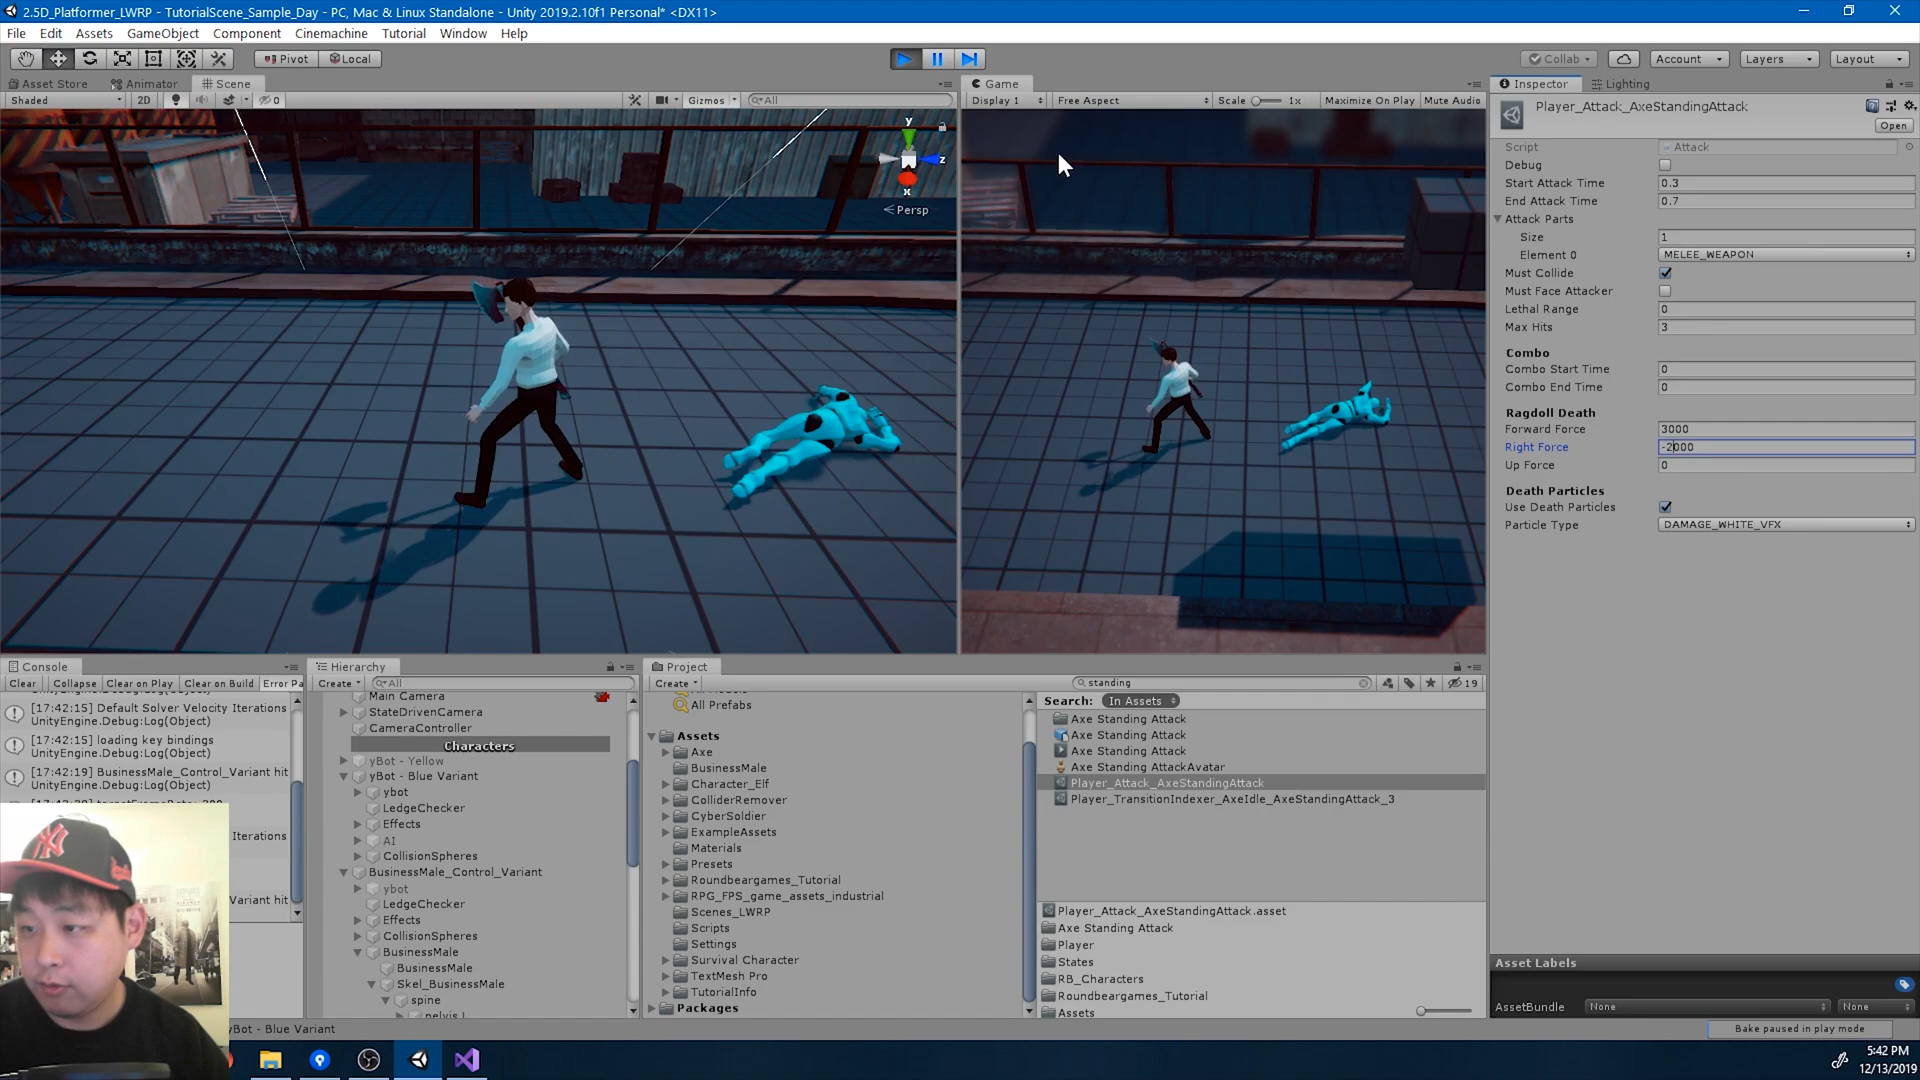 2.5D_Platformer_LWRP - TutorialScene_Sample_Day - PC, Mac & Linux Standalone - Unity 2019.2.10f1 Personal* <DX11>
File Edit Assets GameObject Component Cinemachine Tutorial Window Help
Pivot Local Collab Account Layers Layout
Asset Store Animator Scene
Shaded 2D 0 Gizmos All
y
z
x
Persp
Game
Display 1 Free Aspect Scale 1x Maximize On Play Mute Audio
Inspector Lighting
Player_Attack_AxeStandingAttack
Open
Script Attack
Debug
Start Attack Time 0.3
End Attack Time 0.7
Attack Parts
Size 1
Element 0 MELEE_WEAPON
Must Collide
Must Face Attacker
Lethal Range 0
Max Hits 3
Combo
Combo Start Time 0
Combo End Time 0
Ragdoll Death
Forward Force 3000
Right Force -2000
Up Force 0
Death Particles
Use Death Particles
Particle Type DAMAGE_WHITE_VFX
Asset Labels
AssetBundle None None
Bake paused in play mode
Console
Clear Collapse Clear on Play Clear on Build Error Pa
UnityEngine.Debug:Log(Object)
[17:42:15] Default Solver Velocity Iterations
UnityEngine.Debug:Log(Object)
[17:42:15] loading key bindings
UnityEngine.Debug:Log(Object)
[17:42:19] BusinessMale_Control_Variant hit
UnityEngine.Debug:Log(Object)
Iterations
Variant hit
yBot - Blue Variant
Hierarchy
Create All
Main Camera
StateDrivenCamera
CameraController
Characters
yBot - Yellow
yBot - Blue Variant
ybot
LedgeChecker
Effects
AI
CollisionSpheres
BusinessMale_Control_Variant
ybot
LedgeChecker
Effects
CollisionSpheres
BusinessMale
BusinessMale
Skel_BusinessMale
spine
pelvis.L
Project
Create standing 19
All Prefabs
Assets
Axe
BusinessMale
Character_Elf
ColliderRemover
CyberSoldier
ExampleAssets
Materials
Presets
Roundbeargames_Tutorial
RPG_FPS_game_assets_industrial
Scenes_LWRP
Scripts
Settings
Survival Character
TextMesh Pro
TutorialInfo
Packages
Search: In Assets
Axe Standing Attack
Axe Standing Attack
Axe Standing Attack
Axe Standing AttackAvatar
Player_Attack_AxeStandingAttack
Player_TransitionIndexer_AxeIdle_AxeStandingAttack_3
Player_Attack_AxeStandingAttack.asset
Axe Standing Attack
Player
States
RB_Characters
Roundbeargames_Tutorial
Assets
5:42 PM
12/13/2019